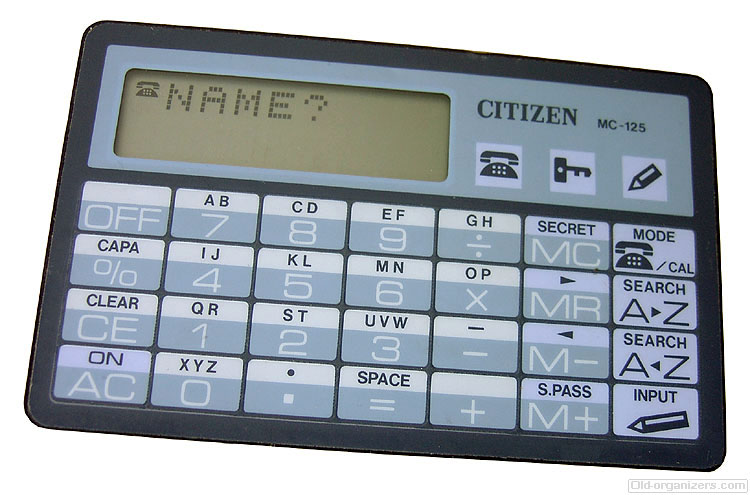 NAME?
CITIZEN MC-125
OFF AB 7 CD 8 EF 9 GH ÷ SECRET MC MODE /CAL
CAPA % IJ 4 KL 5 MN 6 OP X ► MR SEARCH A►Z
CLEAR CE QR 1 ST 2 UVW 3 — − ◄ M− SEARCH A◄Z
ON AC XYZ 0 • . SPACE = + S.PASS M+ INPUT
Old-organizers.com